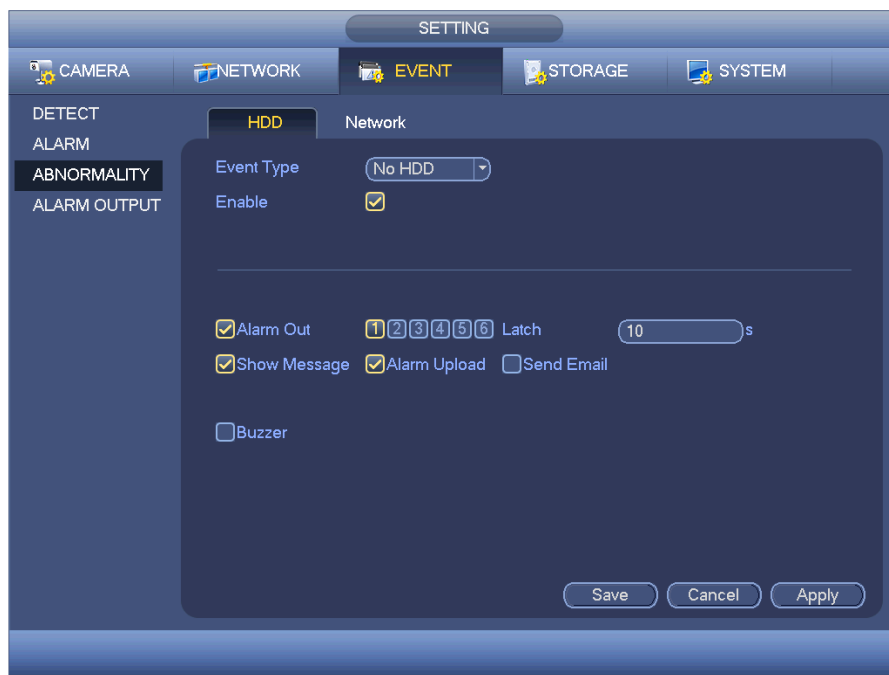 SETTING
CAMERA NETWORK EVENT STORAGE SYSTEM
DETECT
ALARM
ABNORMALITY
ALARM OUTPUT
HDD Network
Event Type No HDD
Enable
Alarm Out 1 2 3 4 5 6 Latch 10 s
Show Message Alarm Upload Send Email
Buzzer
Save Cancel Apply